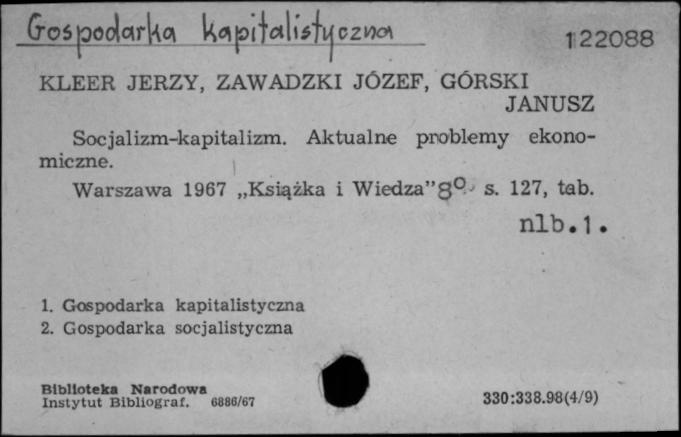 Gospodarka kapitalistyczna
122088
KLEER JERZY, ZAWADZKI JÓZEF, GÓRSKI
JANUSZ
Socjalizm-kapitalizm. Aktualne problemy ekono-
miczne.
Warszawa 1967 „Książka i Wiedza” 8º s. 127, tab.
nlb.1.
1. Gospodarka kapitalistyczna
2. Gospodarka socjalistyczna
Biblioteka Narodowa
Instytut Bibliograf. 6886/67
330:338.98(4/9)